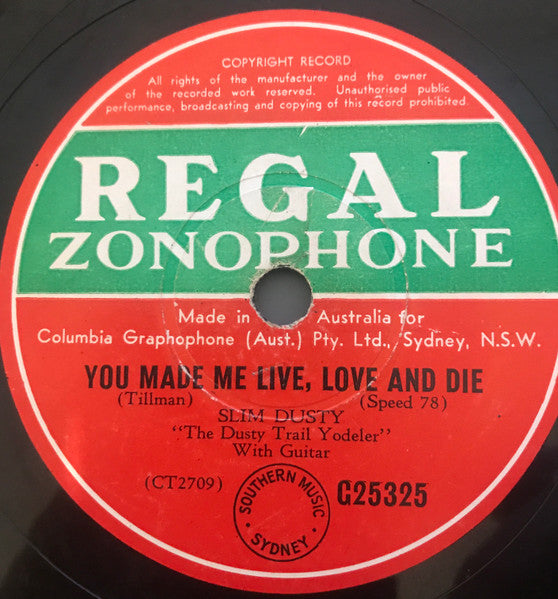 COPYRIGHT RECORD
All rights of the manufacturer and the owner
of the recorded work reserved. Unauthorised public
performance, broadcasting and copying of this record prohibited.
REGAL
ZONOPHONE
Made in Australia for
Columbia Graphophone (Aust.) Pty. Ltd., Sydney, N.S.W.
YOU MADE ME LIVE, LOVE AND DIE
(Tillman) (Speed 78)
SLIM DUSTY
"The Dusty Trail Yodeler"
With Guitar
(CT2709) SOUTHERN MUSIC • SYDNEY • G25325